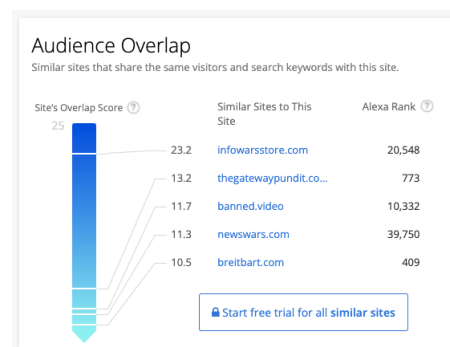 Audience Overlap
Similar sites that share the same visitors and search keywords with this site.
Site's Overlap Score ?
Similar Sites to This
Site
Alexa Rank ?
25
23.2 infowarsstore.com 20,548
13.2 thegatewaypundit.co... 773
11.7 banned.video 10,332
11.3 newswars.com 39,750
10.5 breitbart.com 409
Start free trial for all similar sites